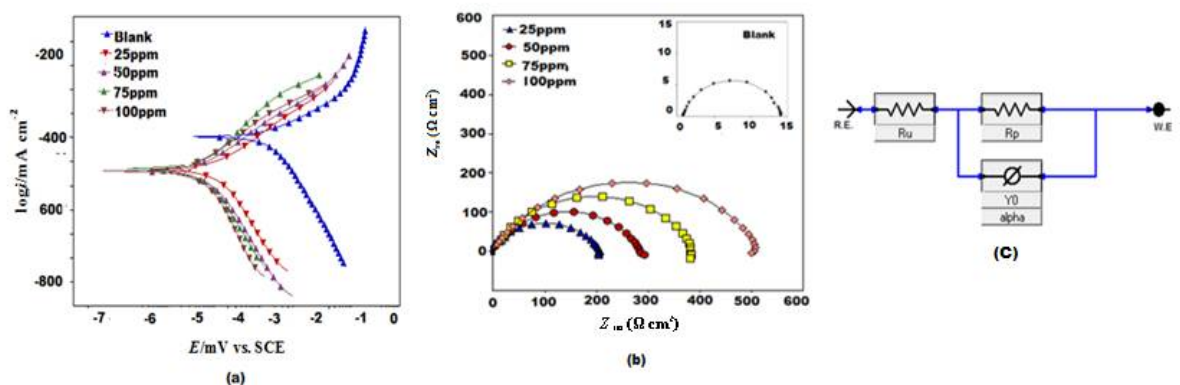 -200
-400
600
-800
logi/mA cm⁻²
Blank
25ppm
50ppm
75ppm
100ppm
-7
-6
-5
-4
-3
-2
-1
0
E/mV vs. SCE
(a)
600
500
400
300
200
100
0
(Ω cm²)
25ppm
50ppm
75ppm
100ppm
15
10
5
0
Blank
0
5
10
15
0
100
200
300
400
500
600
(Ω cm²)
(b)
R.E.
Ru
Rp
W.E
Y0
alpha
(C)